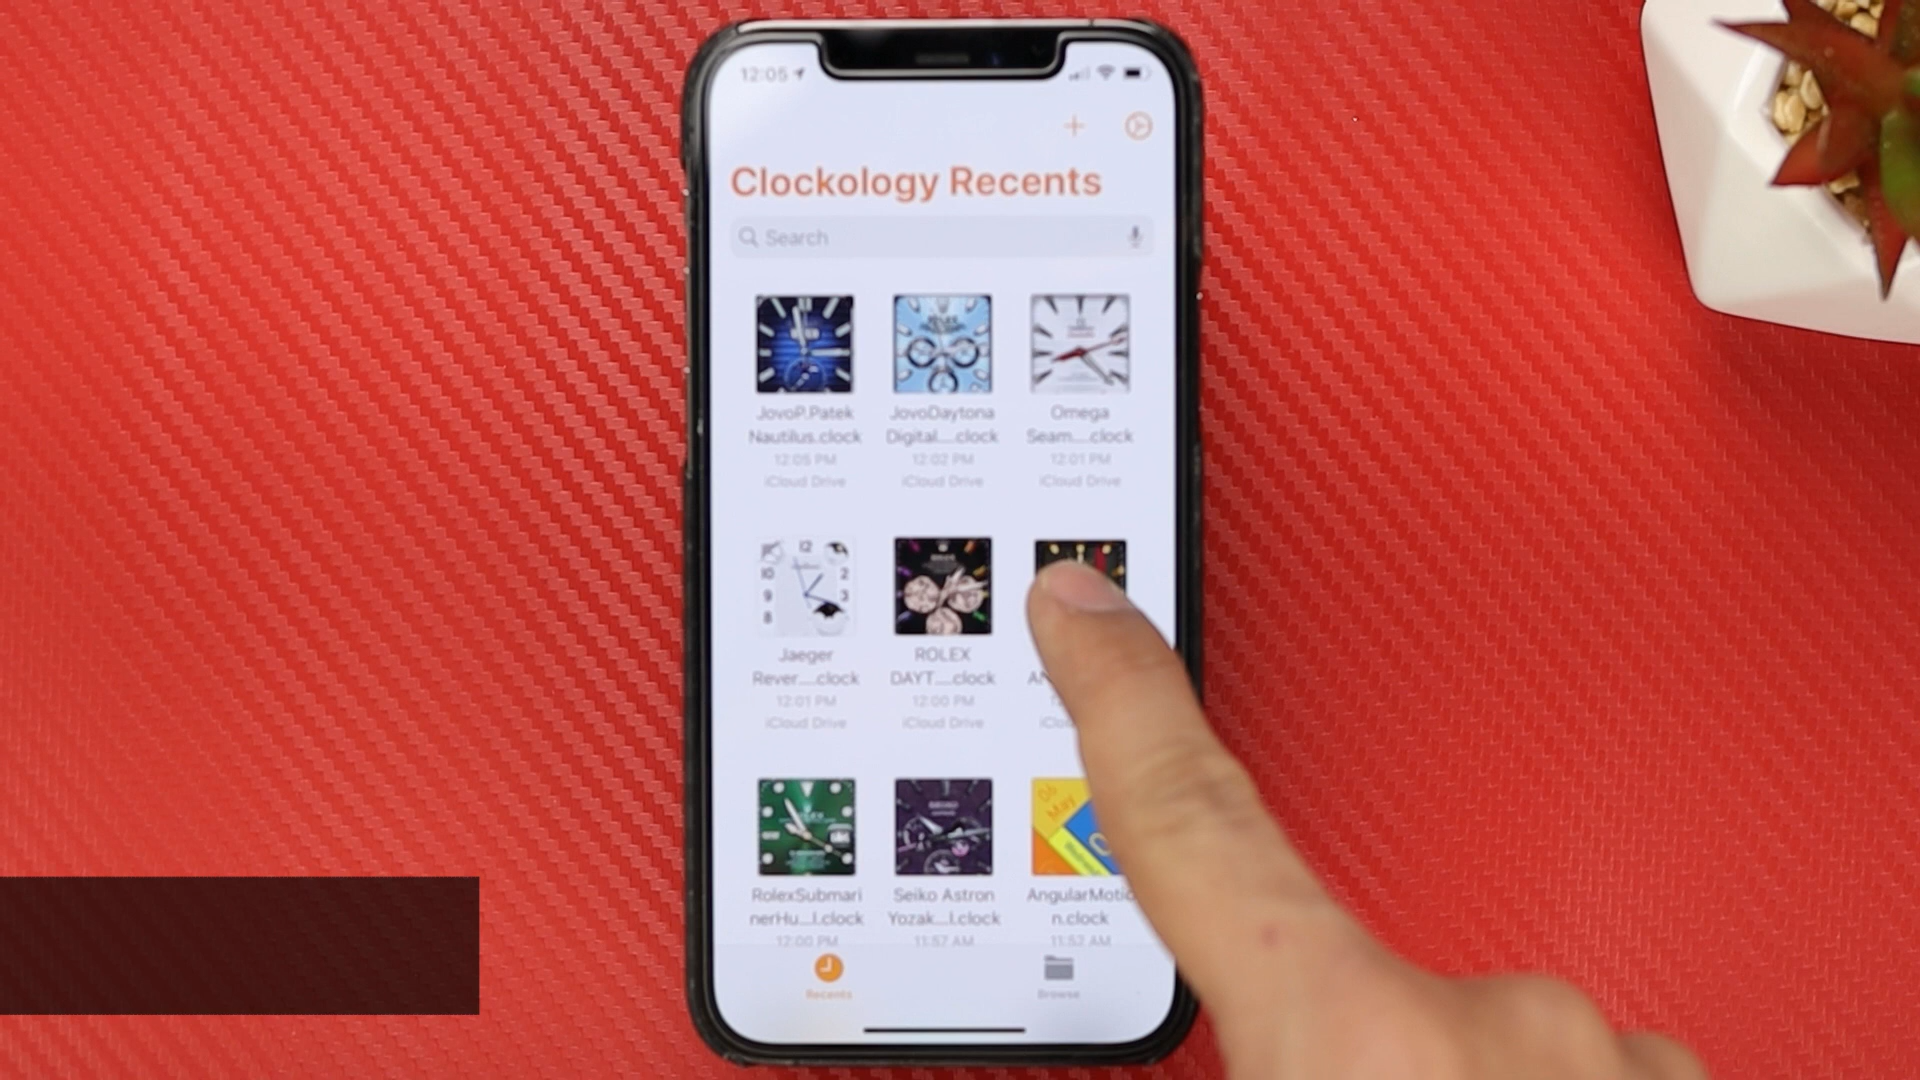 12:05
Clockology Recents
Search
JovoP.Patek
Nautilus.clock
12:05 PM
iCloud Drive
JovoDaytona
Digital....clock
12:02 PM
iCloud Drive
Omega
Seam....clock
12:01 PM
iCloud Drive
Jaeger
Rever....clock
12:01 PM
iCloud Drive
ROLEX
DAYT....clock
12:00 PM
iCloud Drive
RolexSubmari
nerHu...l.clock
12:00 PM
Seiko Astron
Yozak...l.clock
11:57 AM
May
AngularMotio
n.clock
11:52 AM
Recents
Browse